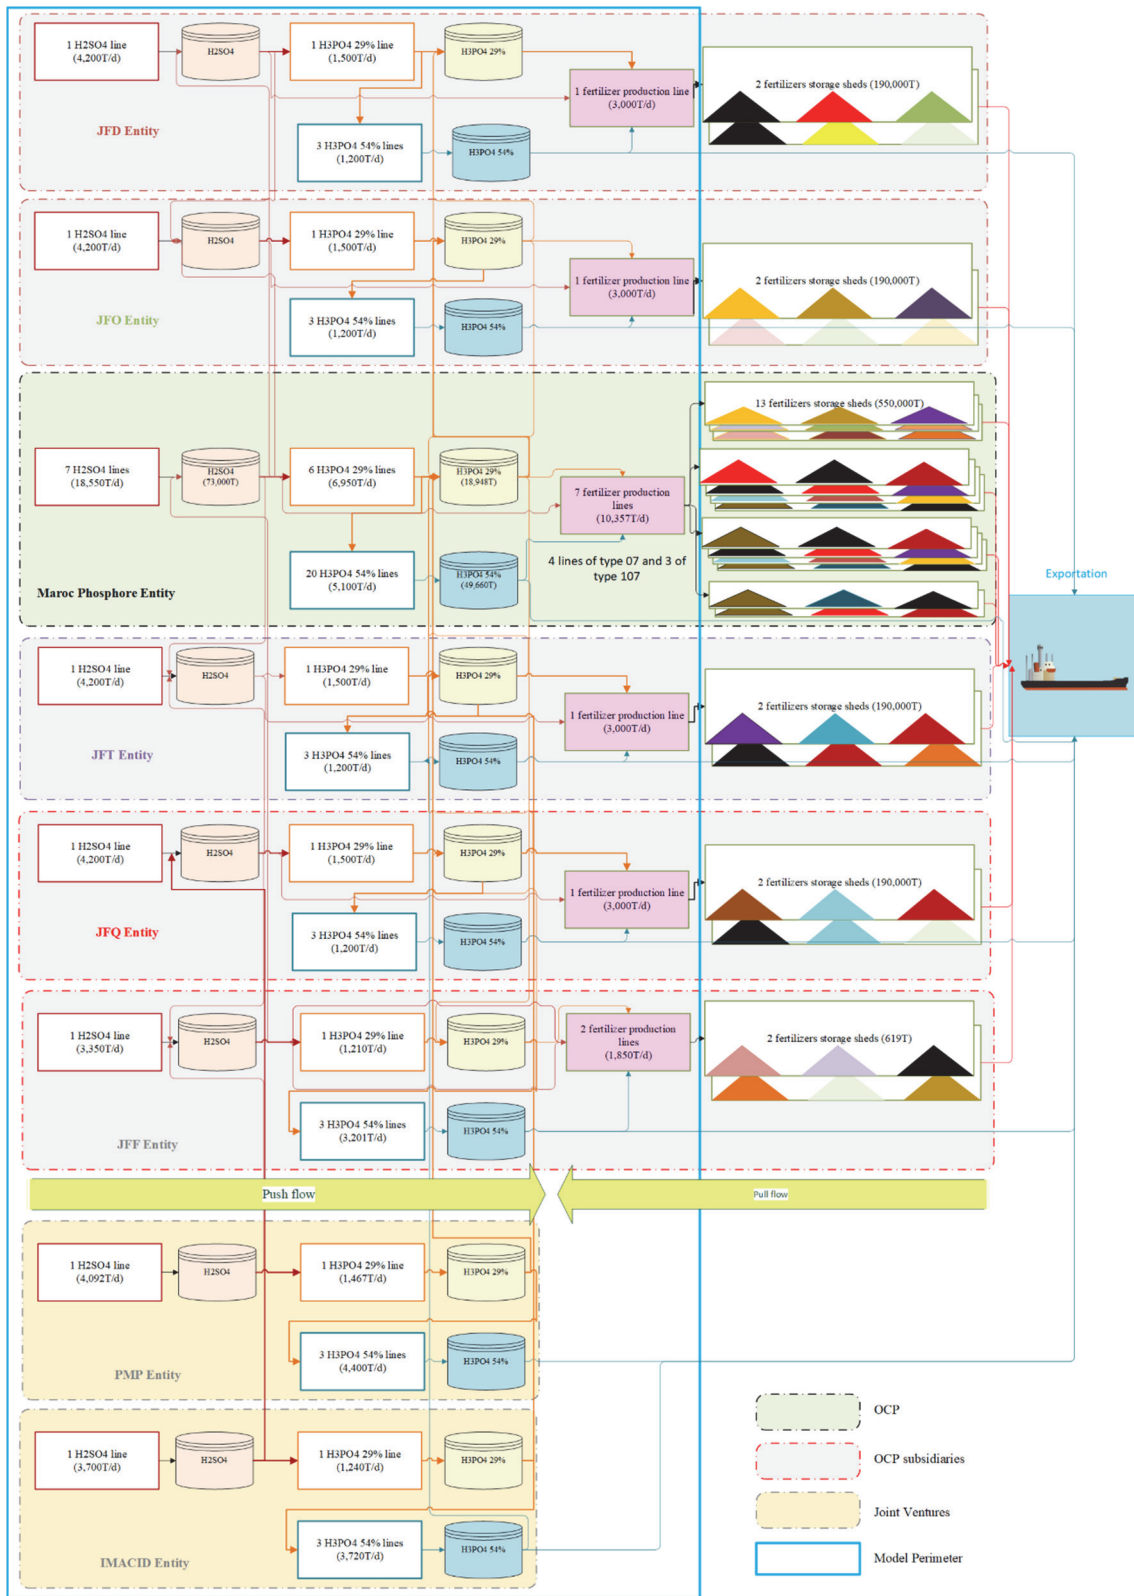 1 H2SO4 line
(4,200T/d)
H2SO4
1 H3PO4 29% line
(1,500T/d)
H3PO4 29%
1 fertilizer production line
(3,000T/d)
2 fertilizers storage sheds (190,000T)
JFD Entity
3 H3PO4 54% lines
(1,200T/d)
H3PO4 54%
1 H2SO4 line
(4,200T/d)
H2SO4
1 H3PO4 29% line
(1,500T/d)
H3PO4 29%
1 fertilizer production line
(3,000T/d)
2 fertilizers storage sheds (190,000T)
JFO Entity
3 H3PO4 54% lines
(1,200T/d)
H3PO4 54%
13 fertilizers storage sheds (550,000T)
7 H2SO4 lines
(18,550T/d)
H2SO4
(73,000T)
6 H3PO4 29% lines
(6,950T/d)
H3PO4 29%
(18,948T)
7 fertilizer production
lines
(10,357T/d)
4 lines of type 07 and 3 of
type 107
Maroc Phosphore Entity
20 H3PO4 54% lines
(5,100T/d)
H3PO4 54%
(49,660T)
Exportation
1 H2SO4 line
(4,200T/d)
H2SO4
1 H3PO4 29% line
(1,500T/d)
H3PO4 29%
1 fertilizer production line
(3,000T/d)
2 fertilizers storage sheds (190,000T)
JFT Entity
3 H3PO4 54% lines
(1,200T/d)
H3PO4 54%
1 H2SO4 line
(4,200T/d)
H2SO4
1 H3PO4 29% line
(1,500T/d)
H3PO4 29%
1 fertilizer production line
(3,000T/d)
2 fertilizers storage sheds (190,000T)
JFQ Entity
3 H3PO4 54% lines
(1,200T/d)
H3PO4 54%
1 H2SO4 line
(3,350T/d)
H2SO4
1 H3PO4 29% line
(1,210T/d)
H3PO4 29%
2 fertilizer production
lines
(1,850T/d)
2 fertilizers storage sheds (619T)
JFF Entity
3 H3PO4 54% lines
(3,201T/d)
H3PO4 54%
Push flow
Pull flow
1 H2SO4 line
(4,092T/d)
H2SO4
1 H3PO4 29% line
(1,467T/d)
H3PO4 29%
PMP Entity
3 H3PO4 54% lines
(4,400T/d)
H3PO4 54%
1 H2SO4 line
(3,700T/d)
H2SO4
1 H3PO4 29% line
(1,240T/d)
H3PO4 29%
IMACID Entity
3 H3PO4 54% lines
(3,720T/d)
H3PO4 54%
OCP
OCP subsidiaries
Joint Ventures
Model Perimeter